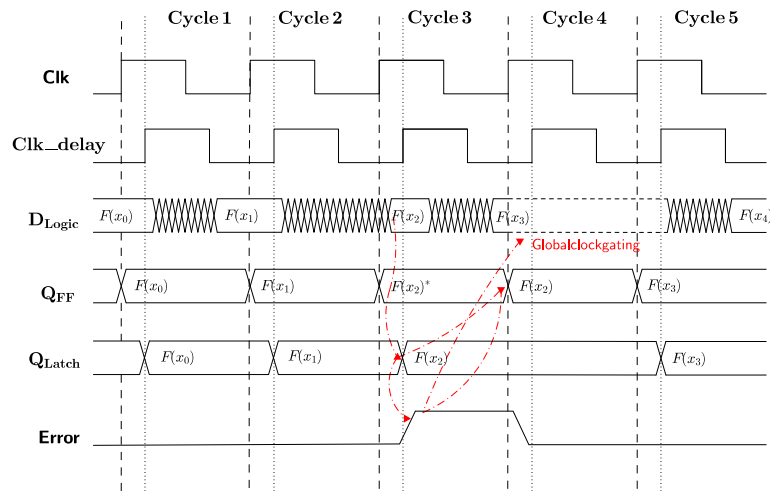 Cycle 1 Cycle 2 Cycle 3 Cycle 4 Cycle 5
Clk
Clk_delay
D_Logic F(x_0) F(x_1) F(x_2) F(x_3) F(x_4)
Globalclockgating
Q_FF F(x_0) F(x_1) F(x_2)* F(x_2) F(x_3)
Q_Latch F(x_0) F(x_1) F(x_2) F(x_3)
Error